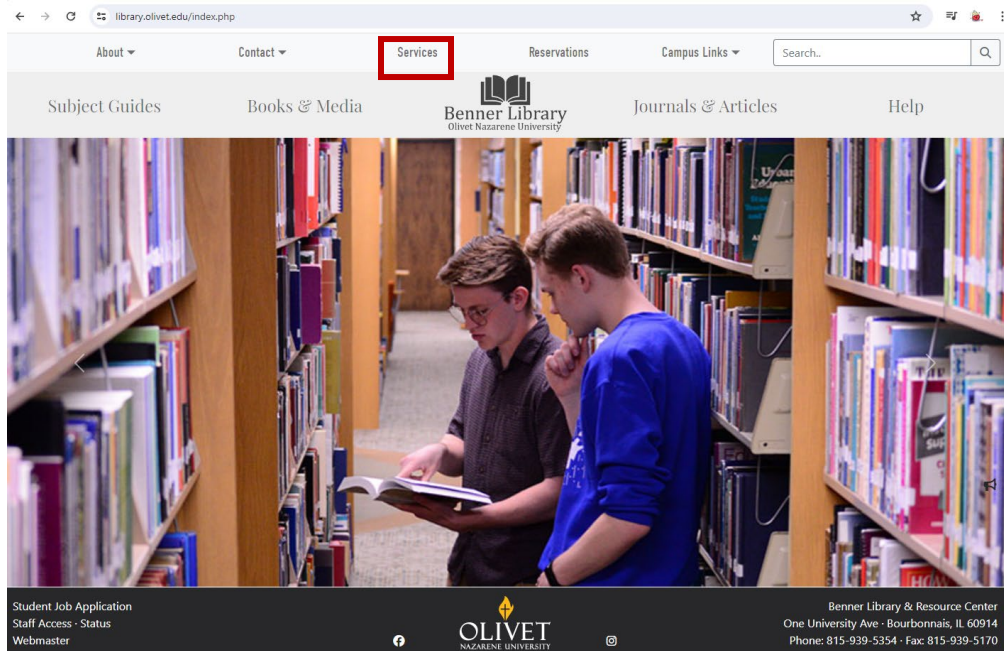 library.olivet.edu/index.php
About Contact Services Reservations Campus Links Search..
Subject Guides Books & Media Benner Library Journals & Articles Help
Olivet Nazarene University
Student Job Application
Staff Access · Status
Webmaster
OLIVET
NAZARENE UNIVERSITY
Benner Library & Resource Center
One University Ave · Bourbonnais, IL 60914
Phone: 815-939-5354 · Fax: 815-939-5170